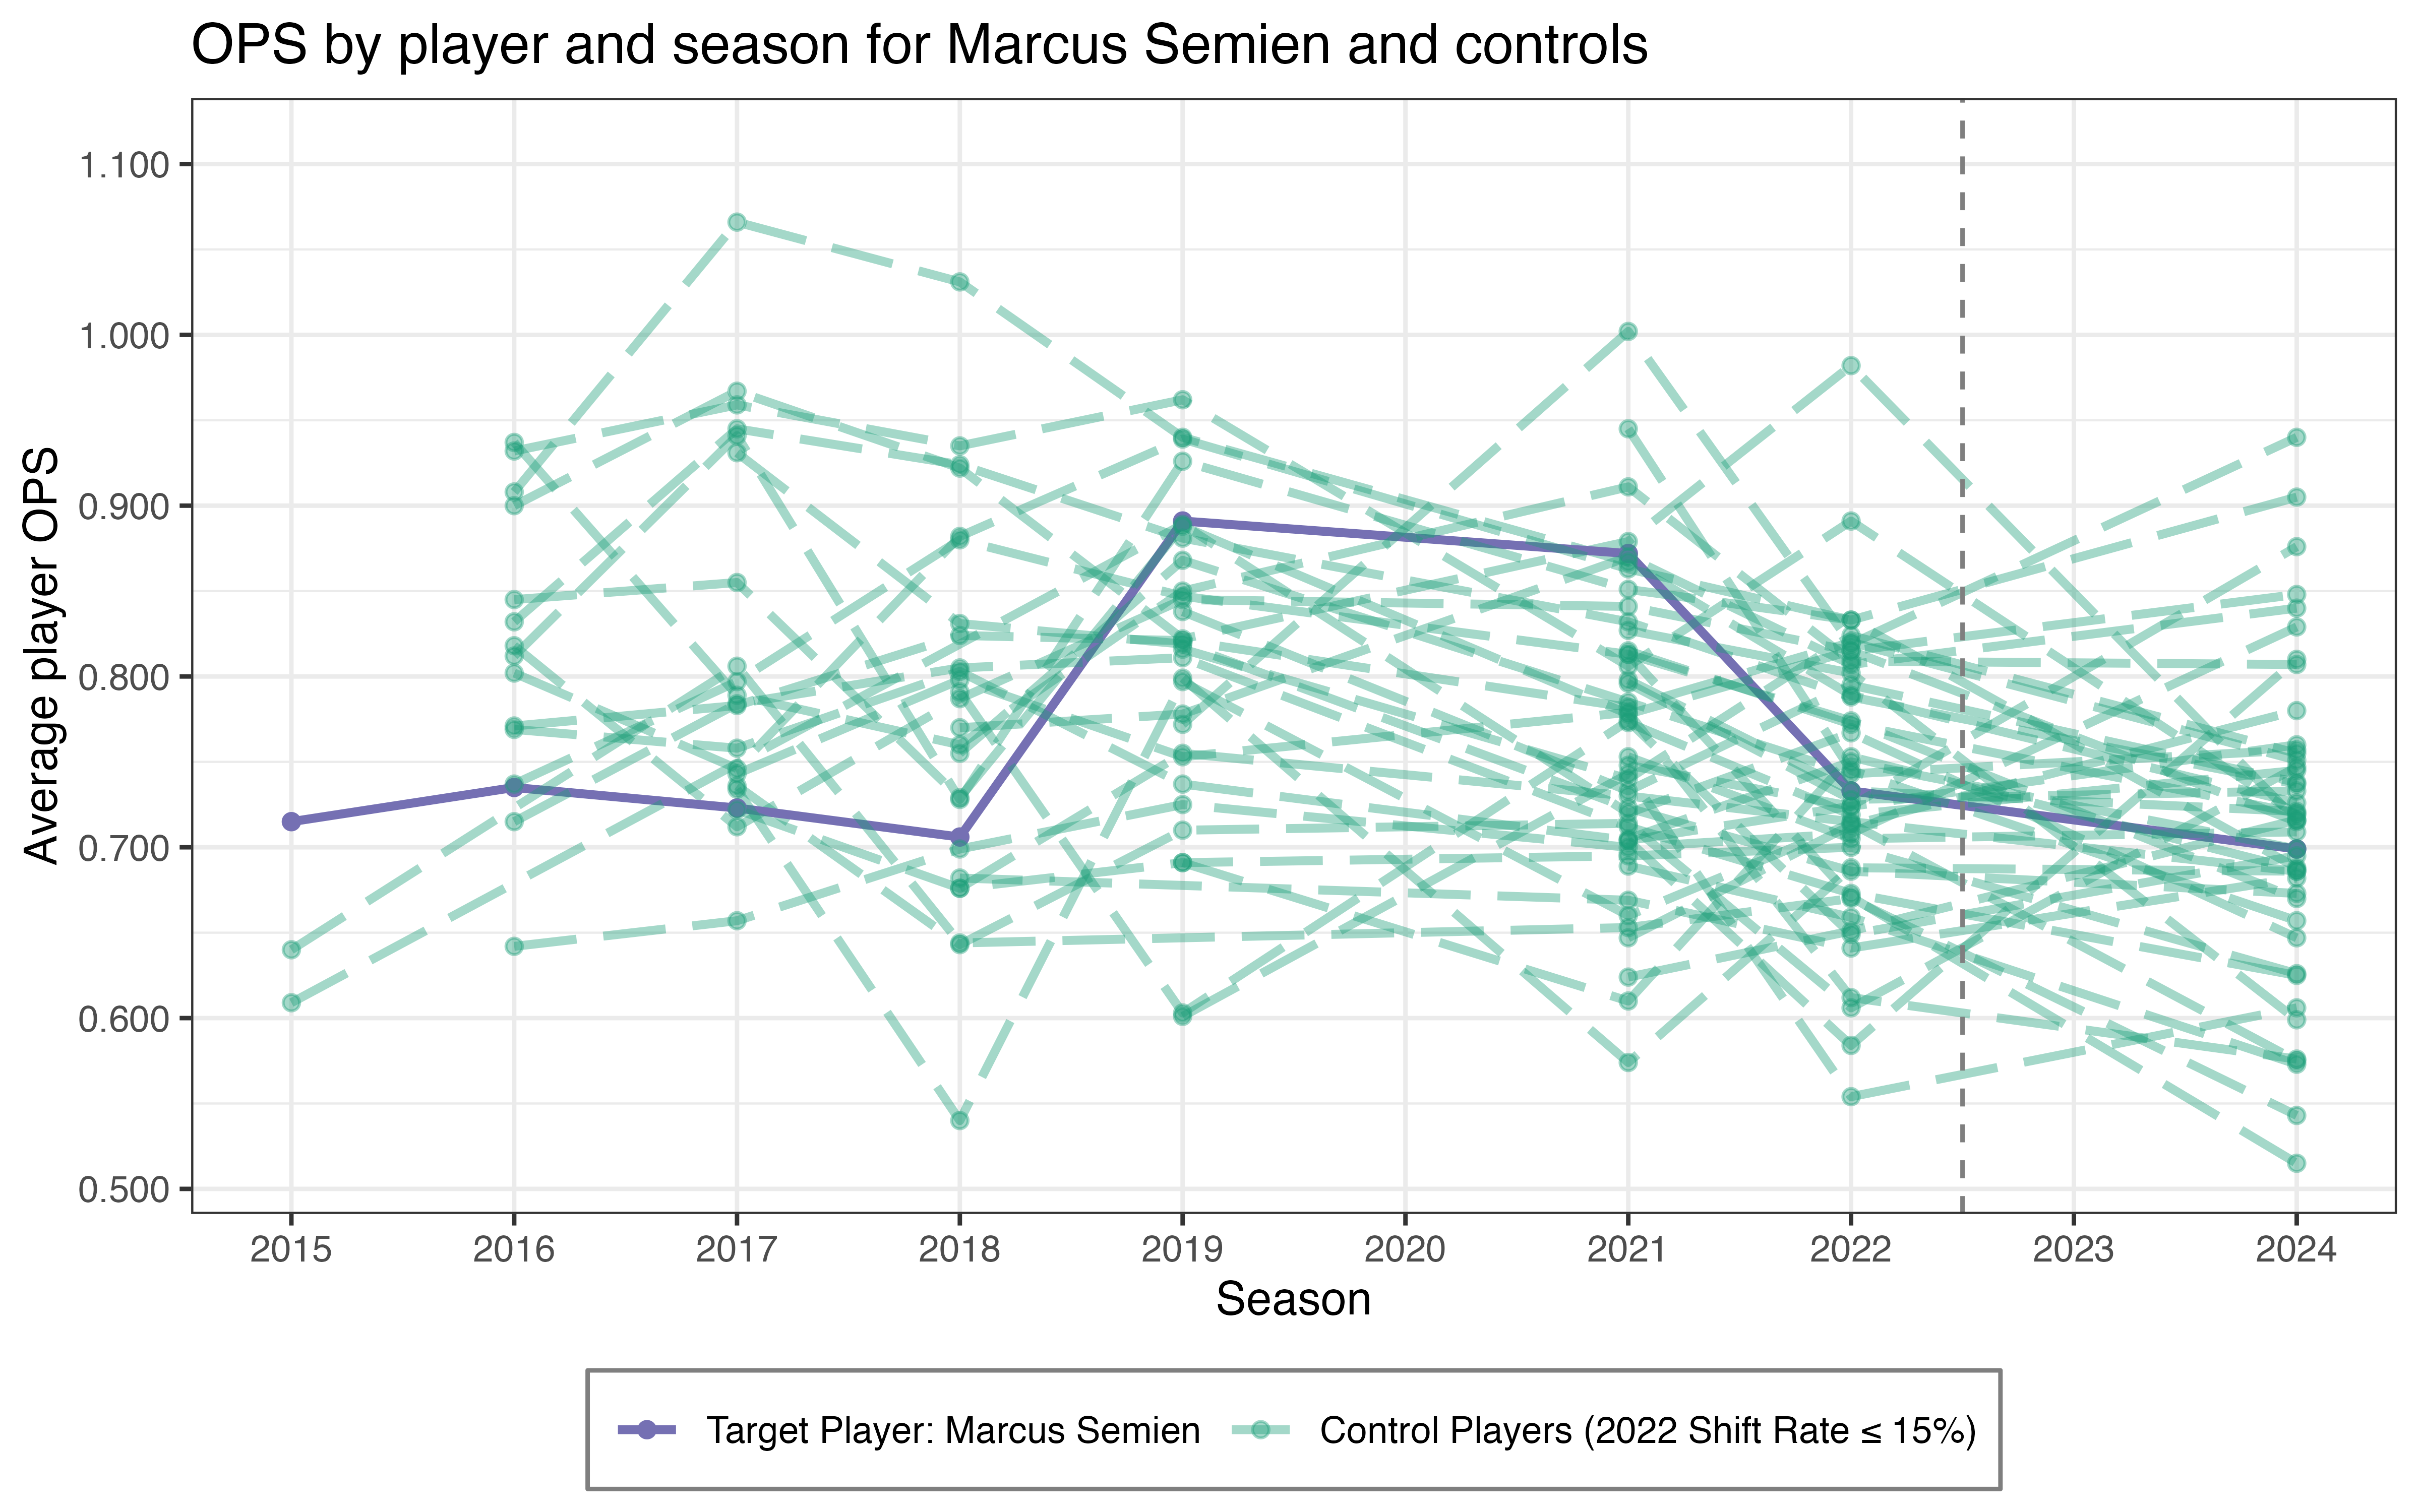 OPS by player and season for Marcus Semien and controls
Average player OPS
1.100
1.000
0.900
0.800
0.700
0.600
0.500
2015 2016 2017 2018 2019 2020 2021 2022 2023 2024
Season
Target Player: Marcus Semien Control Players (2022 Shift Rate ≤ 15%)